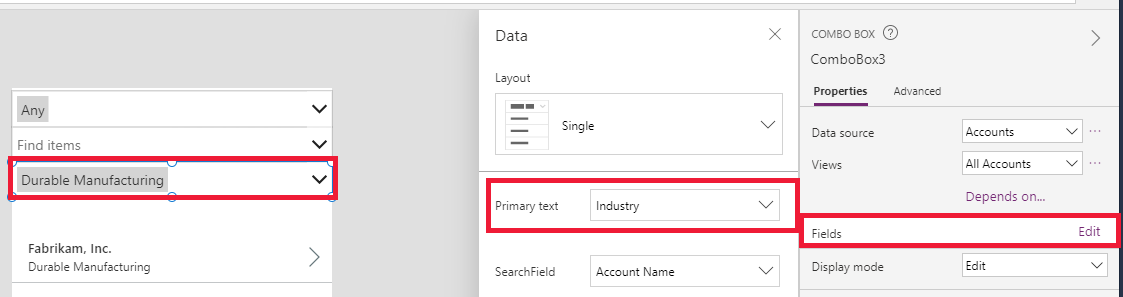 Any
Find items
Durable Manufacturing
Fabrikam, Inc.
Durable Manufacturing
Data
Layout
Single
Primary text Industry
SearchField Account Name
COMBO BOX ?
ComboBox3
Properties Advanced
Data source Accounts ...
Views All Accounts ...
Depends on...
Fields Edit
Display mode Edit